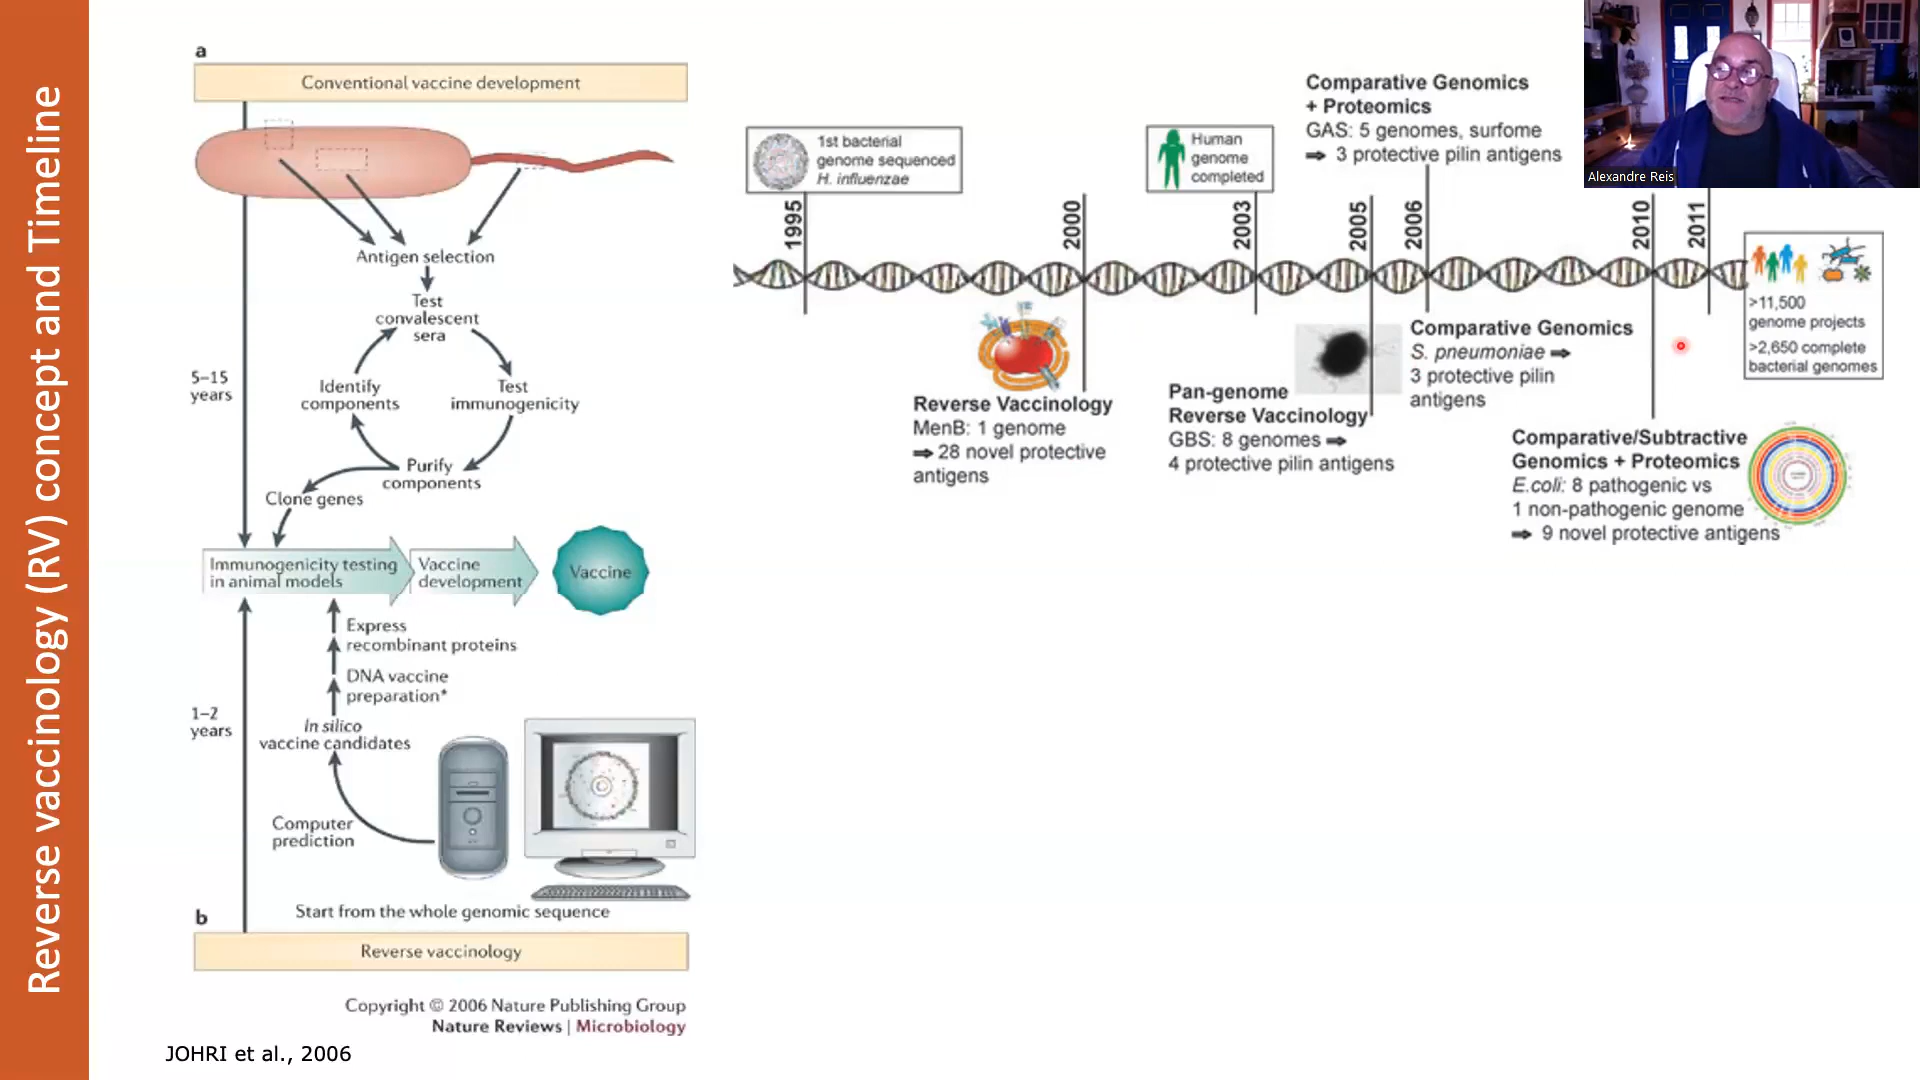 Reverse vaccinology (RV) concept and Timeline
a
Conventional vaccine development
Antigen selection
Test
convalescent
sera
Identify
components
Test
immunogenicity
5–15
years
Purify
components
Clone genes
Immunogenicity testing
in animal models
Vaccine
development
Vaccine
Express
recombinant proteins
DNA vaccine
preparation*
In silico
vaccine candidates
1–2
years
Computer
prediction
Start from the whole genomic sequence
b
Reverse vaccinology
Copyright © 2006 Nature Publishing Group
Nature Reviews | Microbiology
JOHRI et al., 2006
1st bacterial
genome sequenced
H. influenzae
1995
2000
Reverse Vaccinology
MenB: 1 genome
⇒ 28 novel protective
antigens
Human
genome
completed
2003
2005
Pan-genome
Reverse Vaccinology
GBS: 8 genomes ⇒
4 protective pilin antigens
Comparative Genomics
+ Proteomics
GAS: 5 genomes, surfome
⇒ 3 protective pilin antigens
2006
Comparative Genomics
S. pneumoniae ⇒
3 protective pilin
antigens
2010
Comparative/Subtractive
Genomics + Proteomics
E.coli: 8 pathogenic vs
1 non-pathogenic genome
⇒ 9 novel protective antigens
2011
>11,500
genome projects
>2,650 complete
bacterial genomes
Alexandre Reis